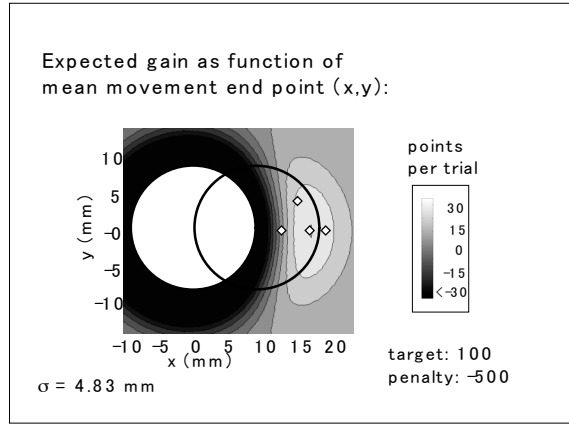 Expected gain as function of
mean movement end point (x,y):
points
per trial
10
5
-0
-5
-10
y (mm)
-10 -5 0 5 10 15 20
x (mm)
30
15
0
-15
<-30
target: 100
penalty: -500
σ = 4.83 mm